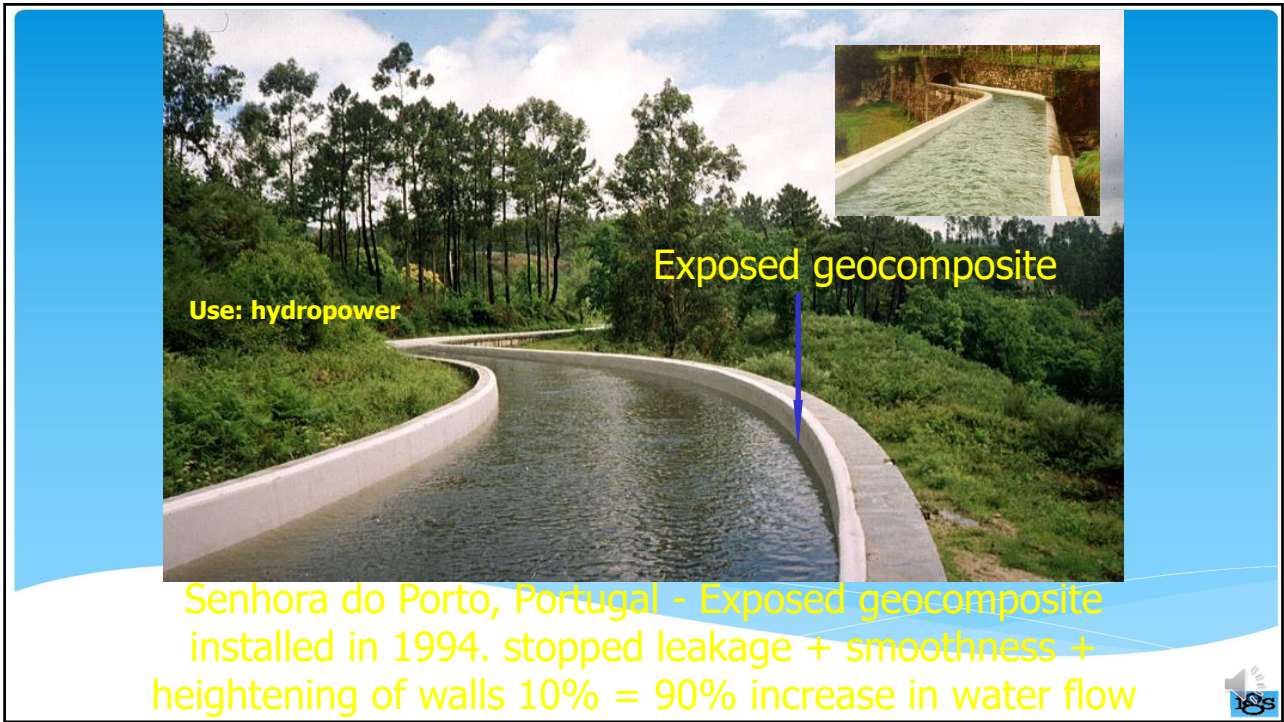 Exposed geocomposite
Use: hydropower
Senhora do Porto, Portugal - Exposed geocomposite
installed in 1994. stopped leakage + smoothness +
heightening of walls 10% = 90% increase in water flow